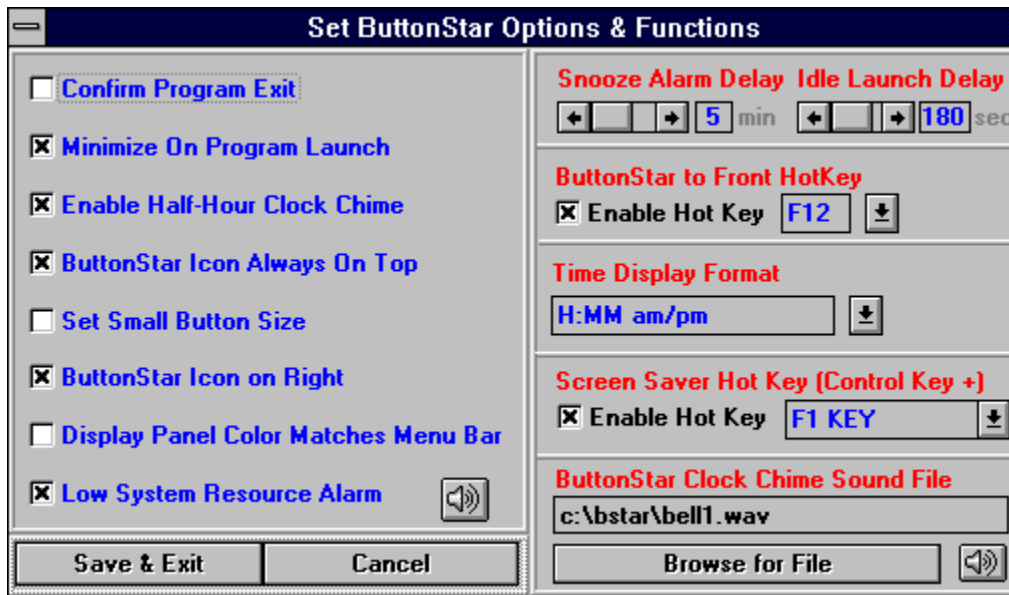 Set ButtonStar Options & Functions
Confirm Program Exit
Minimize On Program Launch
Enable Half-Hour Clock Chime
ButtonStar Icon Always On Top
Set Small Button Size
ButtonStar Icon on Right
Display Panel Color Matches Menu Bar
Low System Resource Alarm
Save & Exit Cancel
Snooze Alarm Delay Idle Launch Delay
5 min 180 sec
ButtonStar to Front HotKey
Enable Hot Key F12
Time Display Format
H:MM am/pm
Screen Saver Hot Key (Control Key +)
Enable Hot Key F1 KEY
ButtonStar Clock Chime Sound File
c:\bstar\bell1.wav
Browse for File